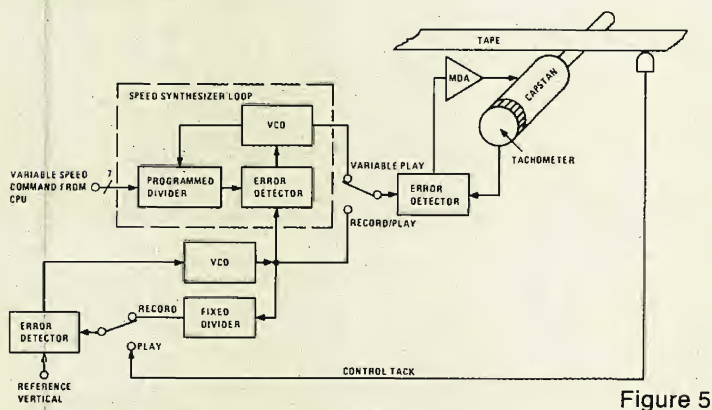 TAPE
MDA
CAPSTAN
TACHOMETER
SPEED SYNTHESIZER LOOP
VCO
VARIABLE SPEED
COMMAND FROM
CPU
7
PROGRAMMED
DIVIDER
ERROR
DETECTOR
VARIABLE PLAY
ERROR
DETECTOR
RECORD/PLAY
VCO
ERROR
DETECTOR
RECORD
FIXED
DIVIDER
PLAY
REFERENCE
VERTICAL
CONTROL TACK
Figure 5